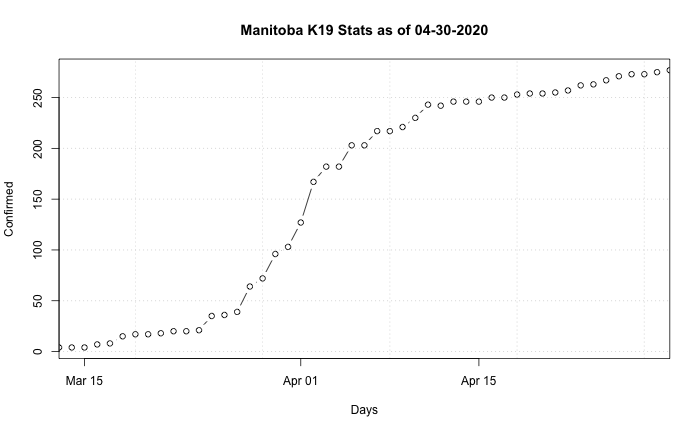 Manitoba K19 Stats as of 04-30-2020
Confirmed
250
200
150
100
50
0
Mar 15
Apr 01
Apr 15
Days